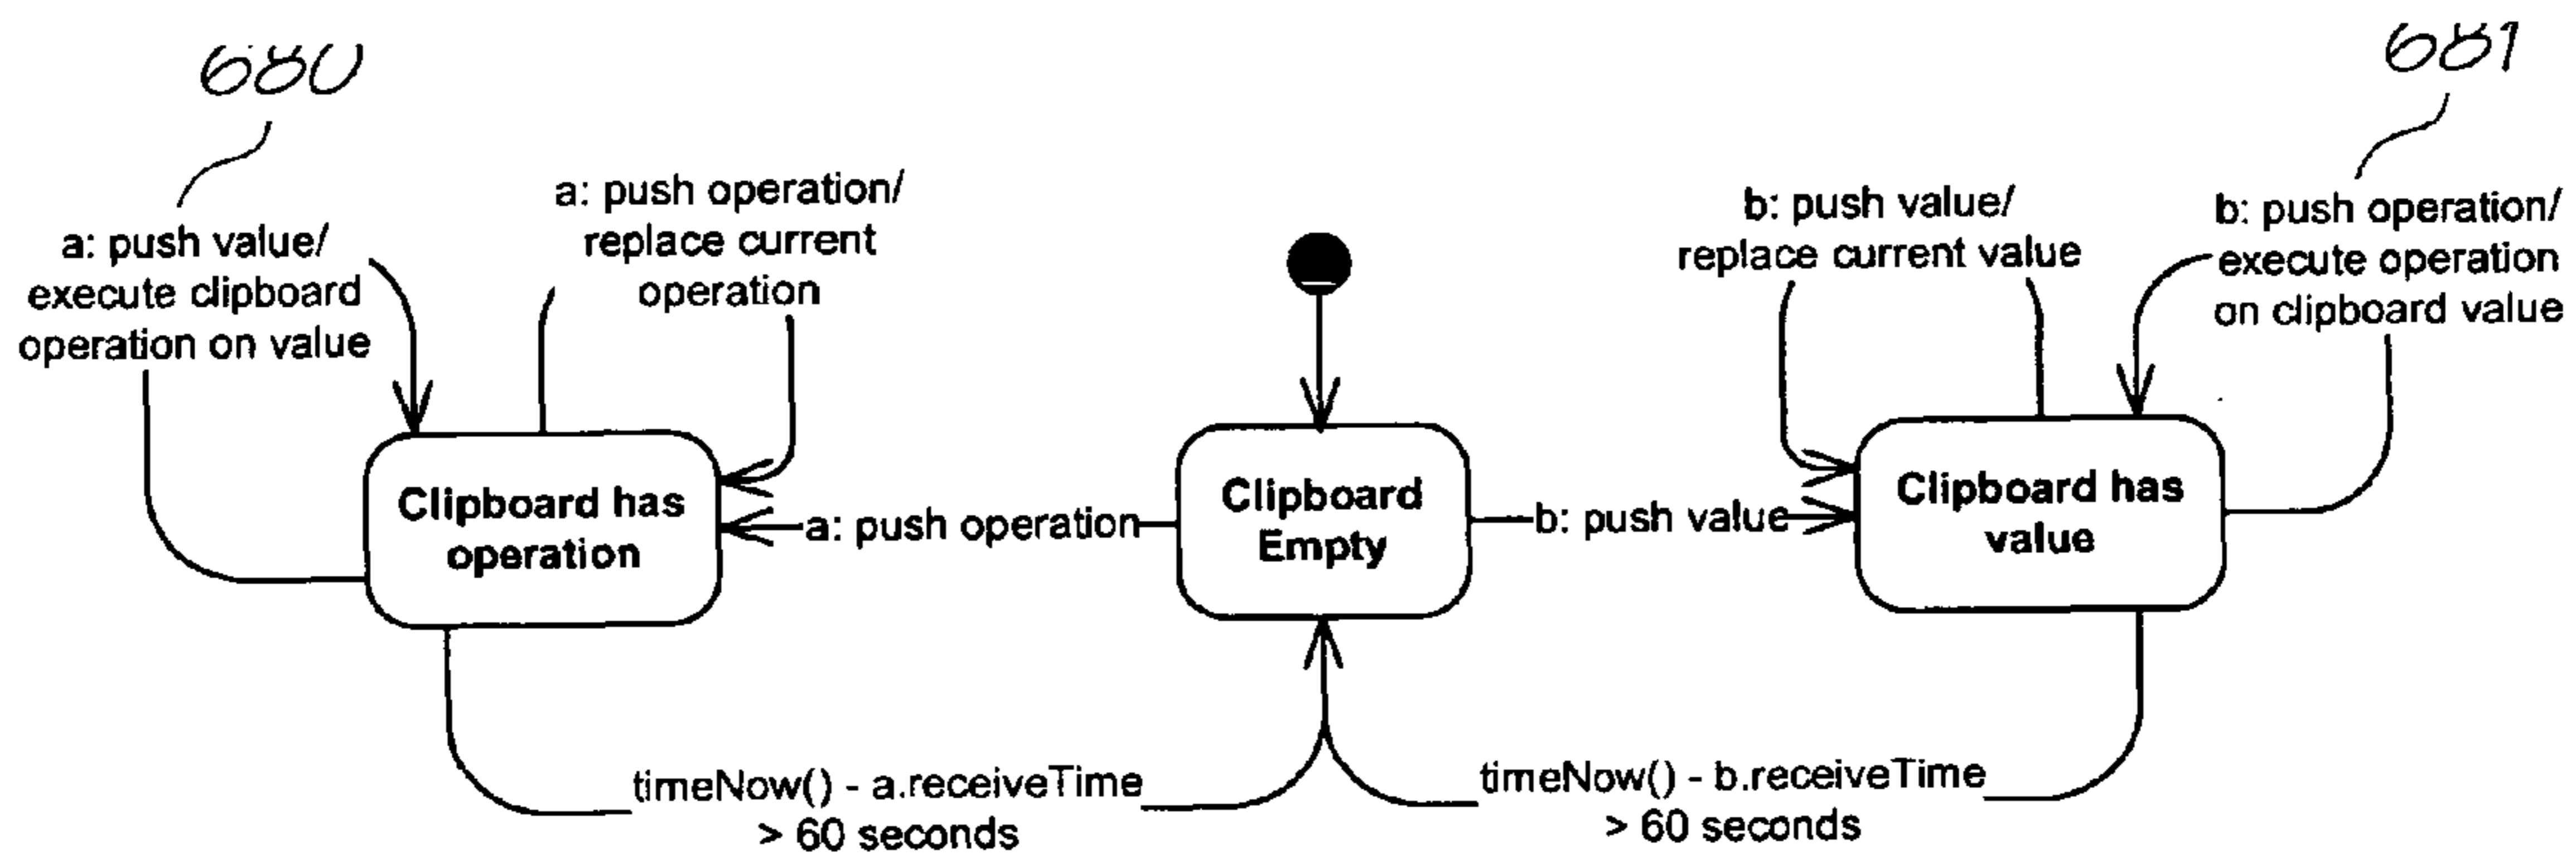 680
681
a: push value/
execute clipboard
operation on value
a: push operation/
replace current
operation
b: push value/
replace current value
b: push operation/
execute operation
on clipboard value
Clipboard has
operation
a: push operation
Clipboard
Empty
b: push value
Clipboard has
value
timeNow() - a.receiveTime
> 60 seconds
timeNow() - b.receiveTime
> 60 seconds